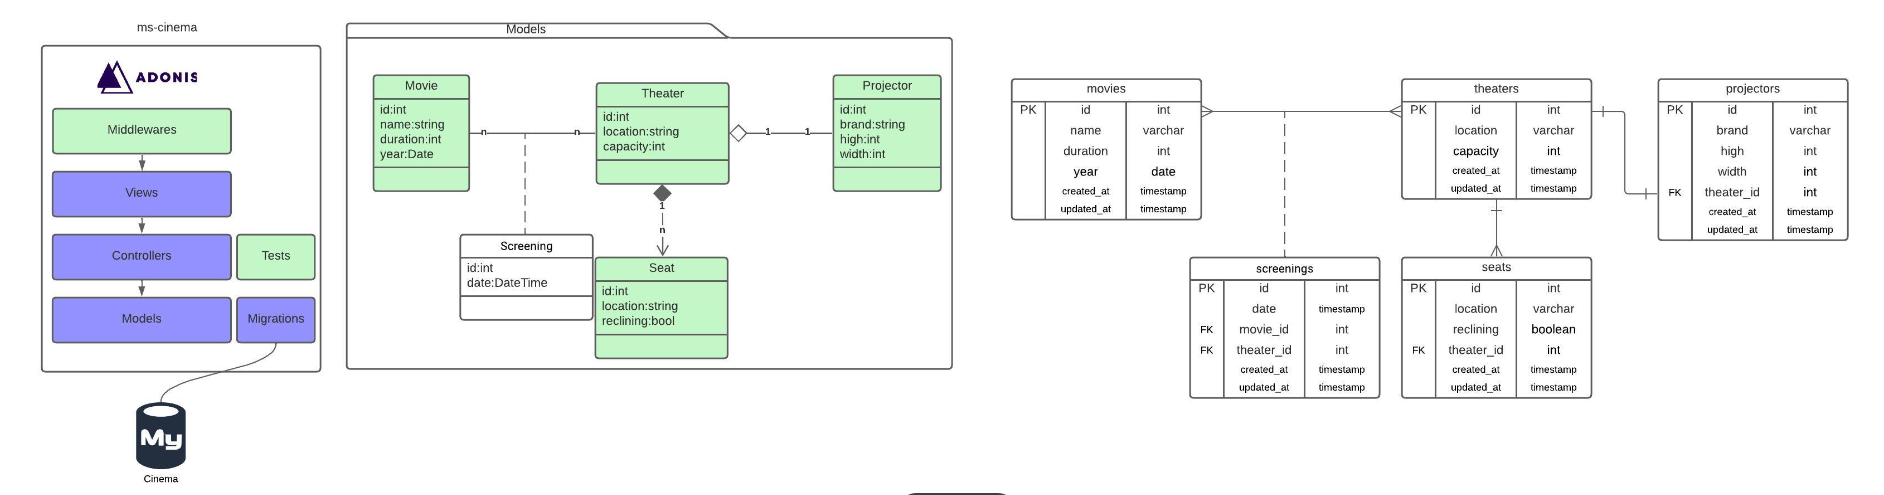 ms-cinema
ADONIS
Middlewares
Views
Controllers
Tests
Models
Migrations
My
Cinema
Models
Movie
id:int
name:string
duration:int
year:Date
n
n
Theater
id:int
location:string
capacity:int
1
1
Projector
id:int
brand:string
high:int
width:int
1
n
Screening
id:int
date:DateTime
Seat
id:int
location:string
reclining:bool
movies
PK id int
name varchar
duration int
year date
created_at timestamp
updated_at timestamp
theaters
PK id int
location varchar
capacity int
created_at timestamp
updated_at timestamp
projectors
PK id int
brand varchar
high int
width int
FK theater_id int
created_at timestamp
updated_at timestamp
screenings
PK id int
date timestamp
FK movie_id int
FK theater_id int
created_at timestamp
updated_at timestamp
seats
PK id int
location varchar
reclining boolean
FK theater_id int
created_at timestamp
updated_at timestamp